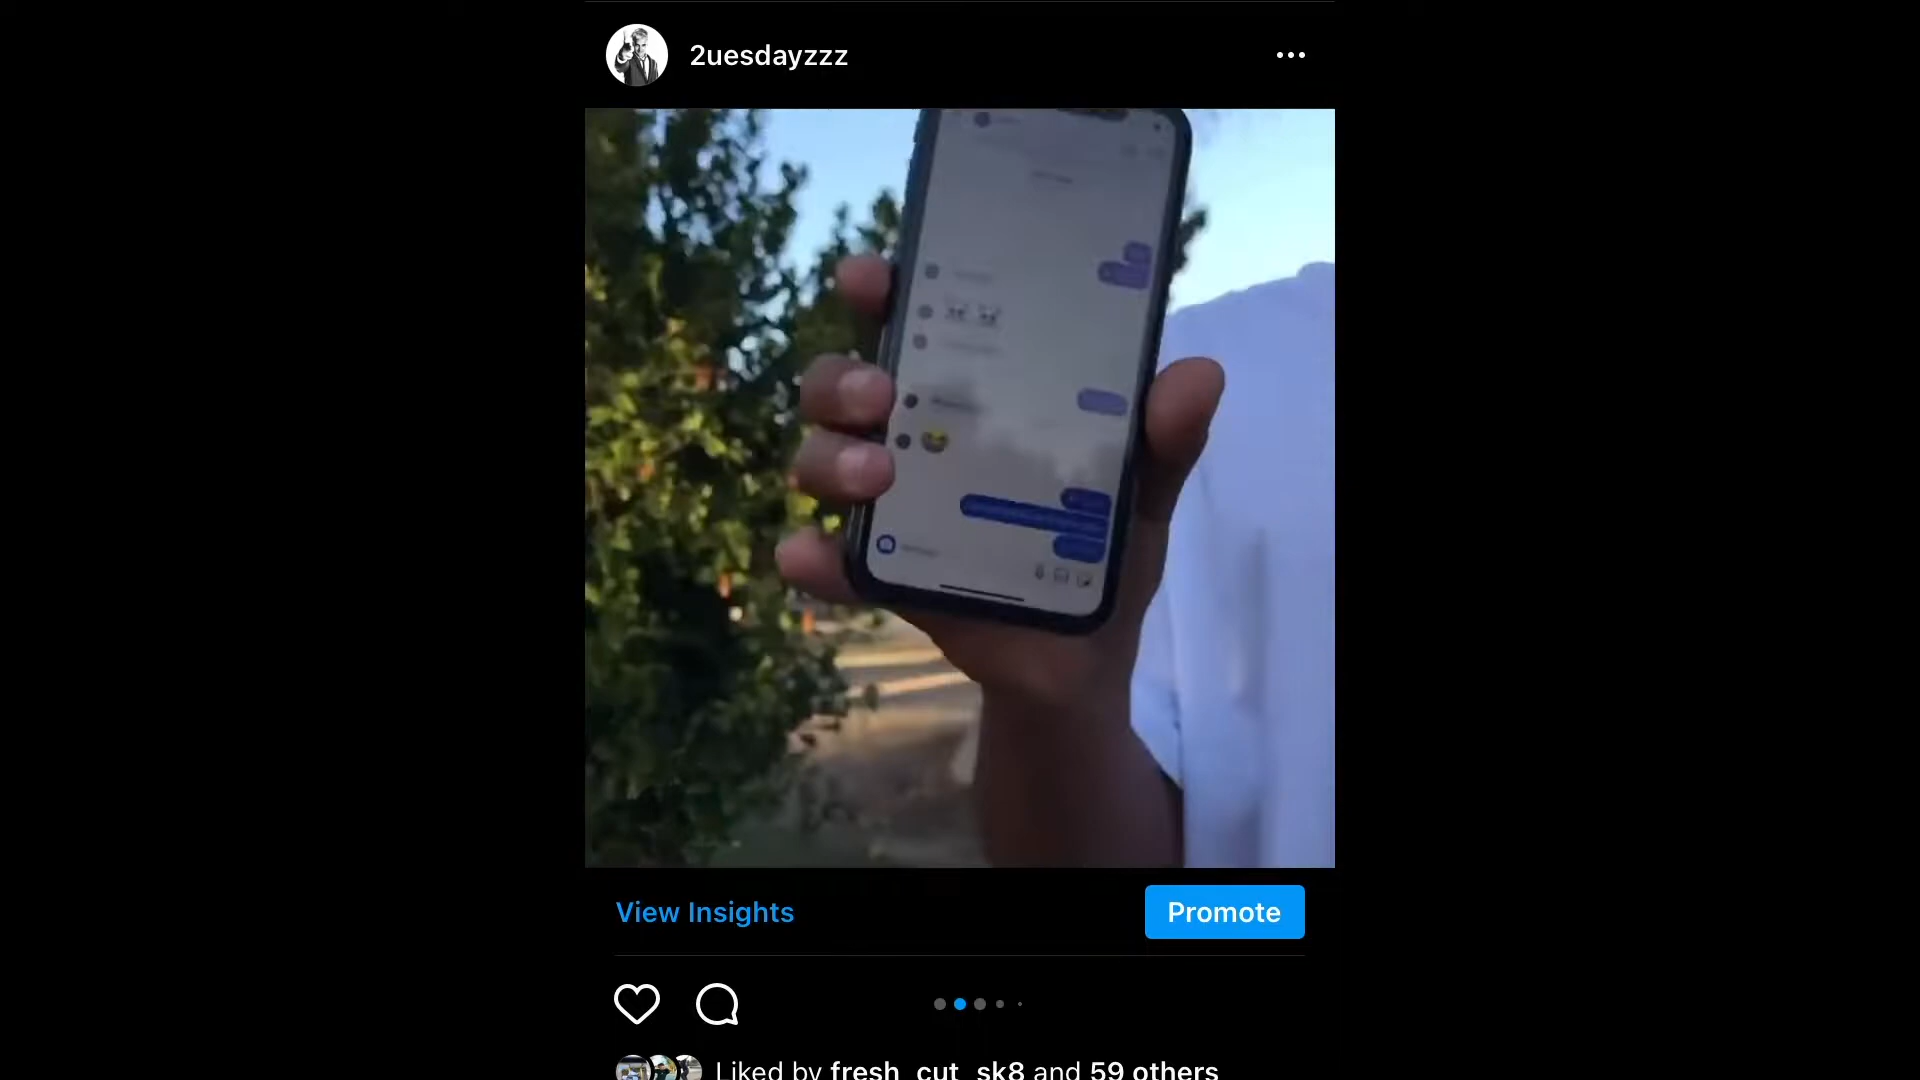 2uesdayzzz
View Insights
Promote
Liked by fresh_cut_sk8 and 59 others